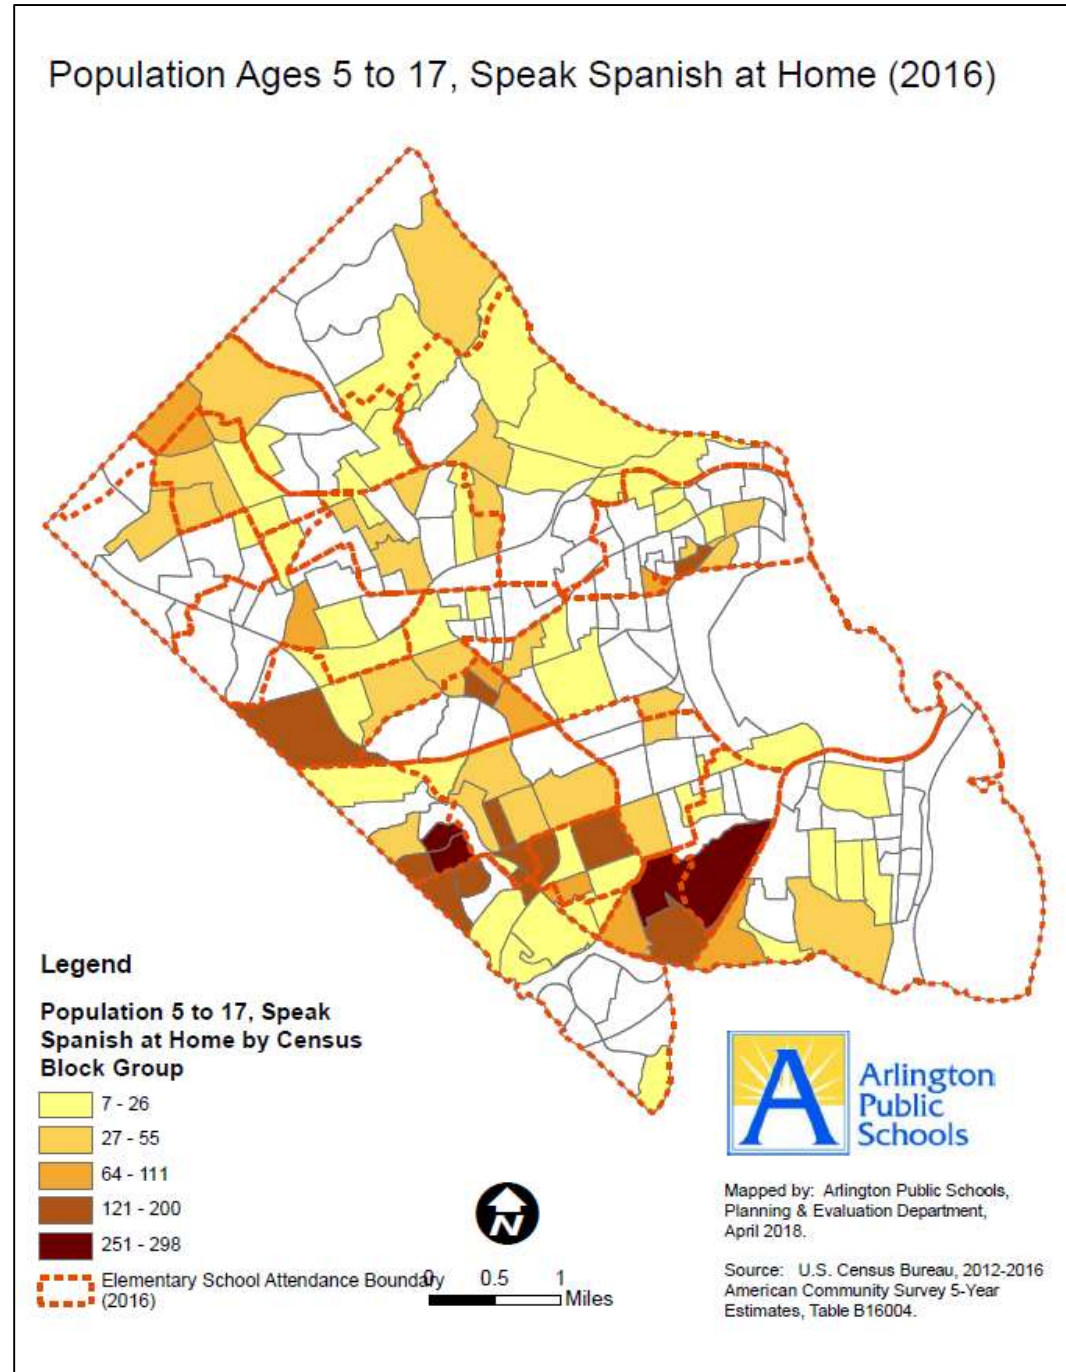 Population Ages 5 to 17, Speak Spanish at Home (2016)
Legend
Population 5 to 17, Speak
Spanish at Home by Census
Block Group
7 - 26
27 - 55
64 - 111
121 - 200
251 - 298
Elementary School Attendance Boundary
(2016)
N
0 0.5 1
Miles
A
Arlington
Public
Schools
Mapped by: Arlington Public Schools,
Planning & Evaluation Department,
April 2018.
Source: U.S. Census Bureau, 2012-2016
American Community Survey 5-Year
Estimates, Table B16004.